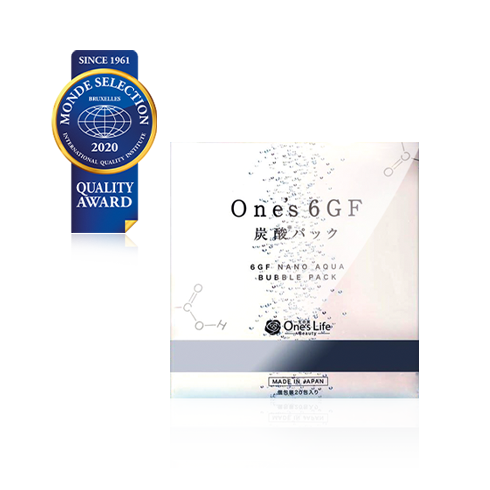 SINCE 1961
MONDE SELECTION
BRUXELLES
2020
INTERNATIONAL QUALITY INSTITUTE
QUALITY
AWARD
One's 6GF
炭酸パック
6GF NANO AQUA
BUBBLE PACK
O
H
One's Life
Beauty
MADE IN JAPAN